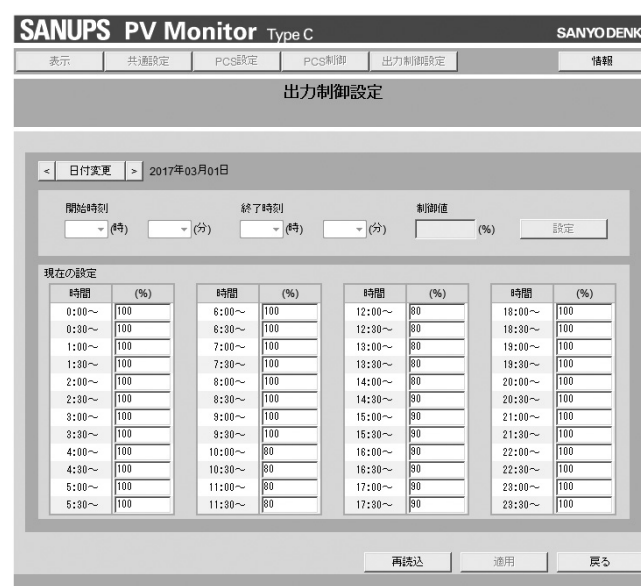 SANUPS PV Monitor Type C SANYO DENKI
表示 共通設定 PCS設定 PCS制御 出力制御設定 情報
出力制御設定
< 日付変更 > 2017年03月01日
開始時刻 終了時刻 制御値
(時) (分) (時) (分) (%) 設定
現在の設定
時間 (%) 時間 (%) 時間 (%) 時間 (%)
0:00～ 100 6:00～ 100 12:00～ 80 18:00～ 100
0:30～ 100 6:30～ 100 12:30～ 80 18:30～ 100
1:00～ 100 7:00～ 100 13:00～ 80 19:00～ 100
1:30～ 100 7:30～ 100 13:30～ 80 19:30～ 100
2:00～ 100 8:00～ 100 14:00～ 80 20:00～ 100
2:30～ 100 8:30～ 100 14:30～ 90 20:30～ 100
3:00～ 100 9:00～ 100 15:00～ 90 21:00～ 100
3:30～ 100 9:30～ 100 15:30～ 90 21:30～ 100
4:00～ 100 10:00～ 80 16:00～ 90 22:00～ 100
4:30～ 100 10:30～ 80 16:30～ 90 22:30～ 100
5:00～ 100 11:00～ 80 17:00～ 90 23:00～ 100
5:30～ 100 11:30～ 80 17:30～ 90 23:30～ 100
再読込 適用 戻る